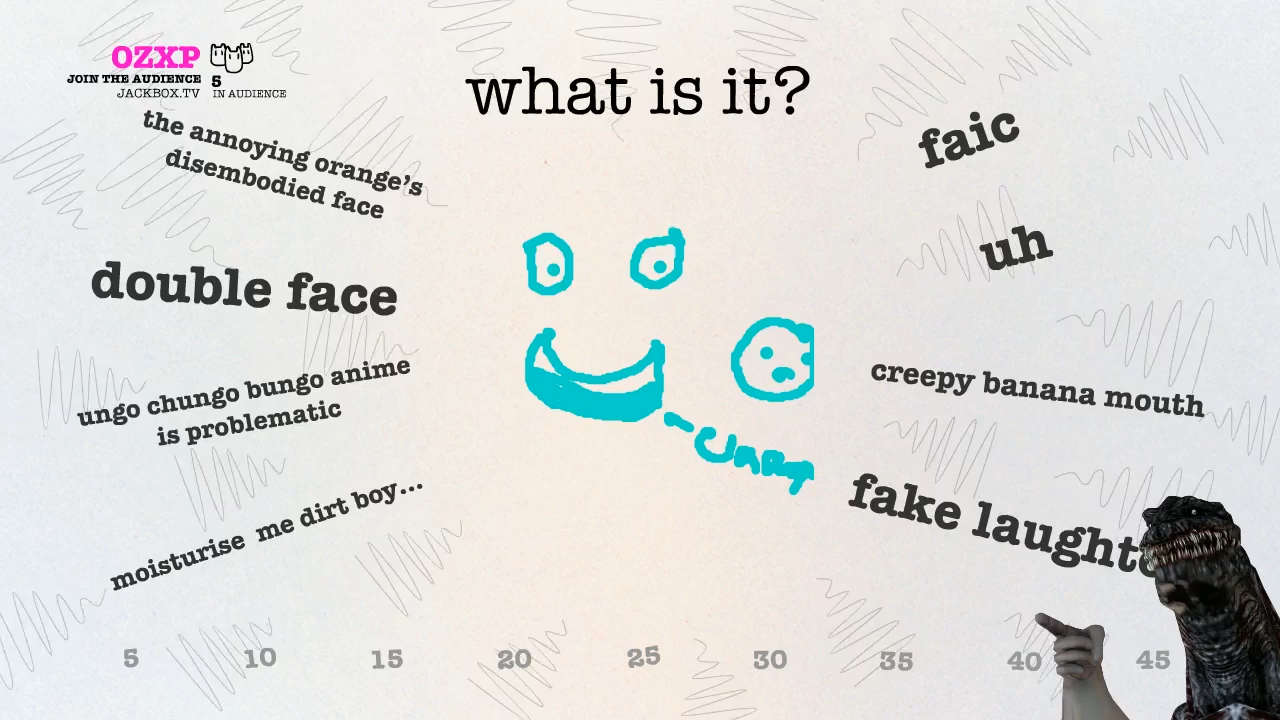 OZXP
JOIN THE AUDIENCE 5
JACKBOX.TV IN AUDIENCE
what is it?
the annoying orange's
disembodied face
double face
ungo chungo bungo anime
is problematic
moisturise me dirt boy...
faic
uh
creepy banana mouth
fake laught
5 10 15 20 25 30 35 40 45